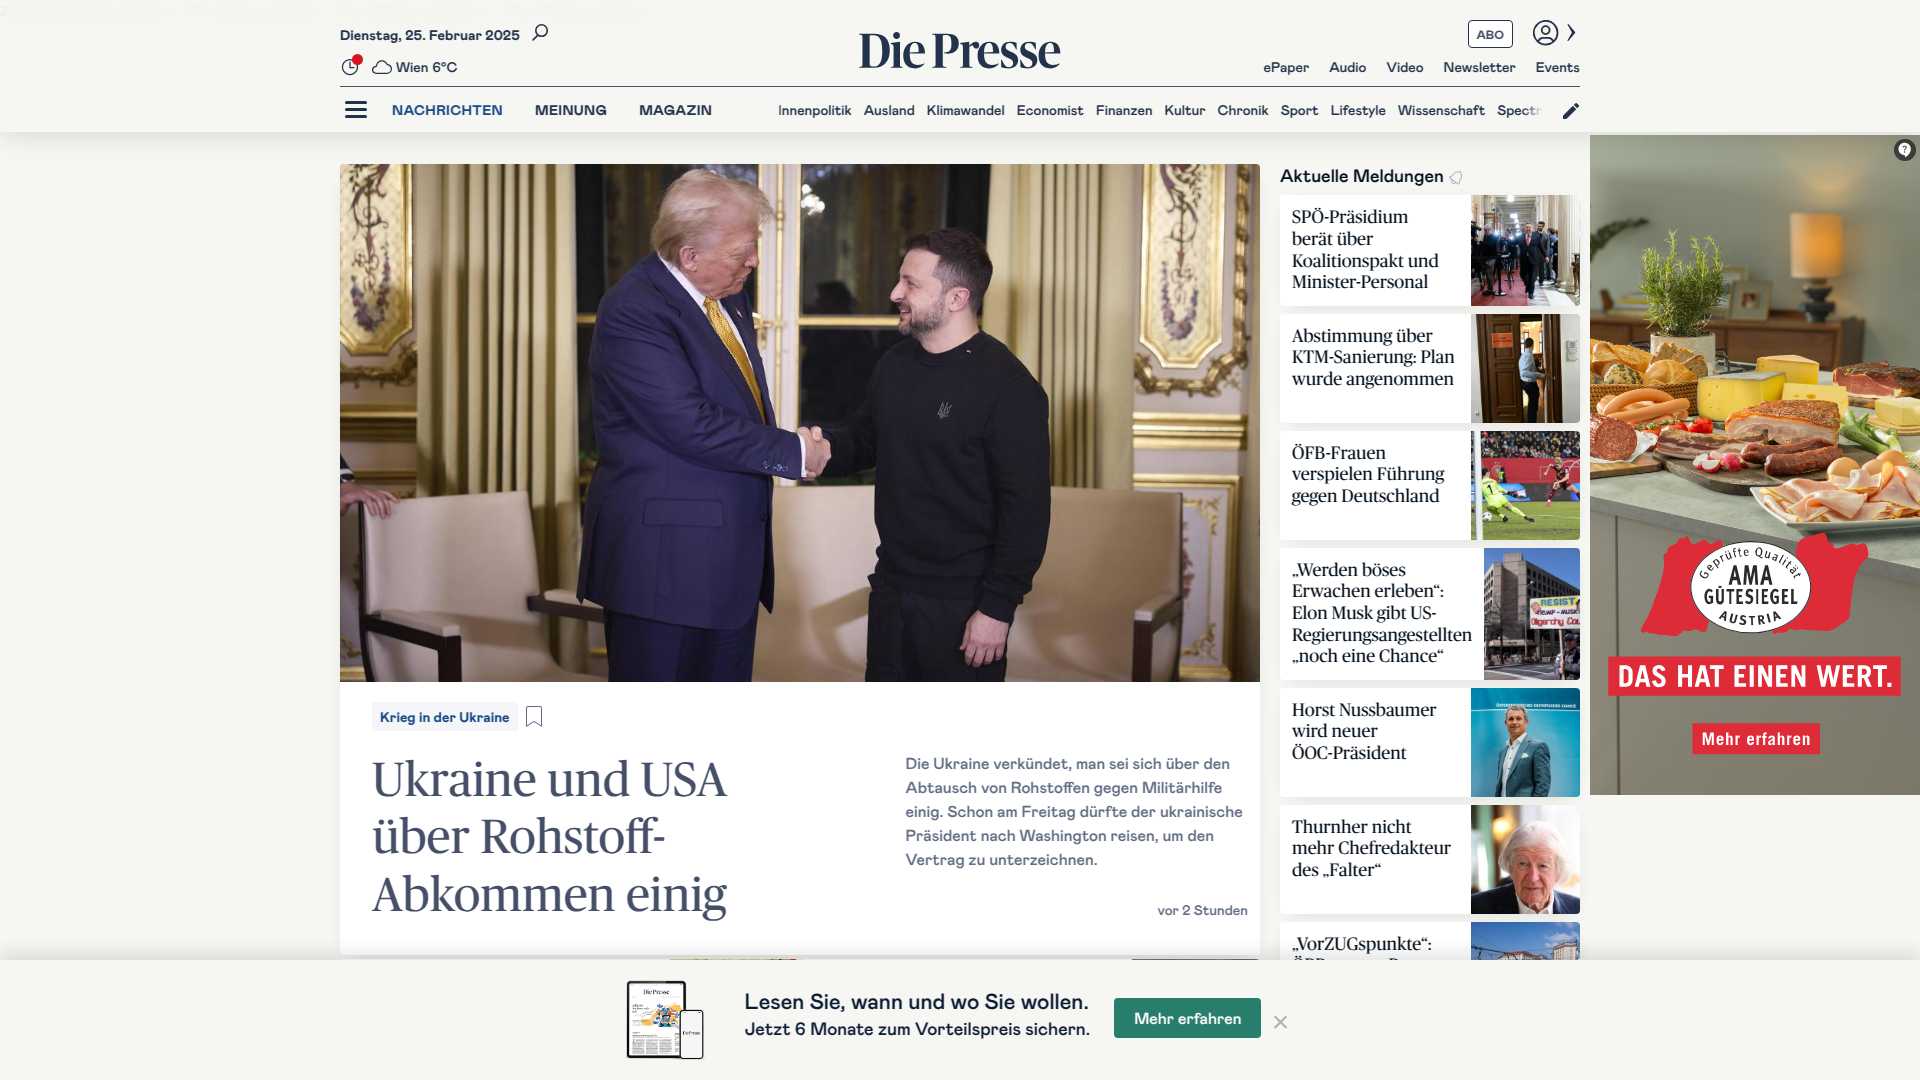 Dienstag, 25. Februar 2025
Wien 6°C
Die Presse
ABO
ePaper Audio Video Newsletter Events
NACHRICHTEN MEINUNG MAGAZIN
Innenpolitik Ausland Klimawandel Economist Finanzen Kultur Chronik Sport Lifestyle Wissenschaft Spectr
Krieg in der Ukraine
Ukraine und USA
über Rohstoff-
Abkommen einig
Die Ukraine verkündet, man sei sich über den
Abtausch von Rohstoffen gegen Militärhilfe
einig. Schon am Freitag dürfte der ukrainische
Präsident nach Washington reisen, um den
Vertrag zu unterzeichnen.
vor 2 Stunden
Aktuelle Meldungen
SPÖ-Präsidium
berät über
Koalitionspakt und
Minister-Personal
Abstimmung über
KTM-Sanierung: Plan
wurde angenommen
ÖFB-Frauen
verspielen Führung
gegen Deutschland
„Werden böses
Erwachen erleben“:
Elon Musk gibt US-
Regierungsangestellten
„noch eine Chance“
RESIST
Horst Nussbaumer
wird neuer
ÖOC-Präsident
Thurnher nicht
mehr Chefredakteur
des „Falter“
„VorZUGspunkte“:
Geprüfte Qualität
AMA
GÜTESIEGEL
AUSTRIA
DAS HAT EINEN WERT.
Mehr erfahren
Die Presse
Die Presse
Lesen Sie, wann und wo Sie wollen.
Jetzt 6 Monate zum Vorteilspreis sichern.
Mehr erfahren